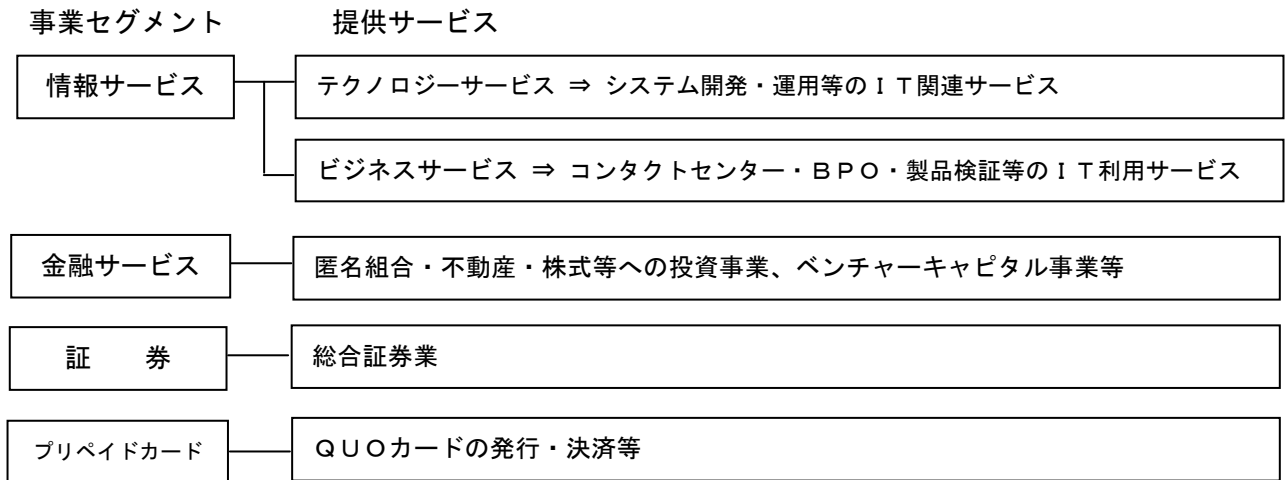 事業セグメント 提供サービス
情報サービス テクノロジーサービス ⇒ システム開発・運用等のＩＴ関連サービス
ビジネスサービス ⇒ コンタクトセンター・ＢＰＯ・製品検証等のＩＴ利用サービス
金融サービス 匿名組合・不動産・株式等への投資事業、ベンチャーキャピタル事業等
証　券 総合証券業
プリペイドカード ＱＵＯカードの発行・決済等